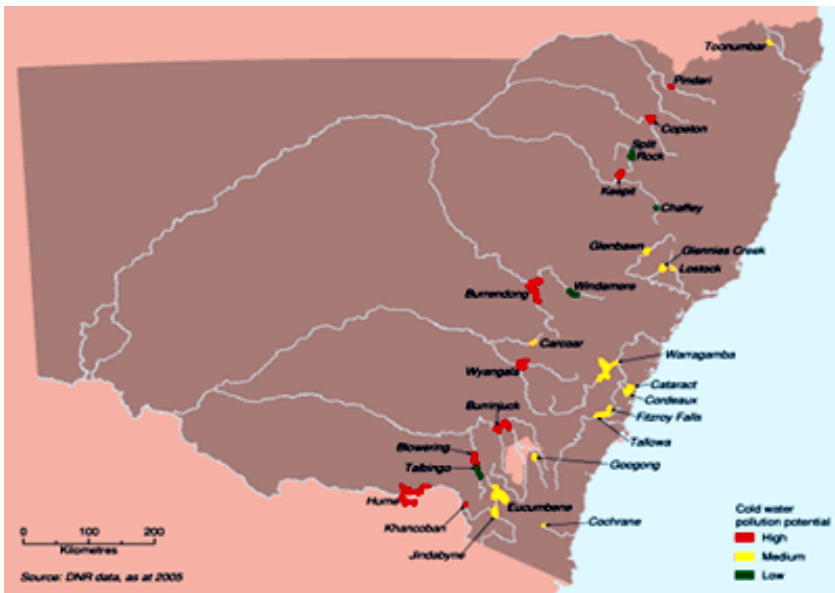 Toonumbar
Pindari
Copeton
Split
Rock
Keepit
Chaffey
Glenbawn
Glennies Creek
Lostock
Windamere
Burrendong
Carcoar
Wyangala
Warragamba
Cataract
Cordeaux
Fitzroy Falls
Tallowa
Burrinjuck
Blowering
Talbingo
Googong
Hume
Eucumbene
Khancoban
Cochrane
Jindabyne
Cold water
pollution potential
High
Medium
Low
0 100 200
Kilometres
Source: DNR data, as at 2005